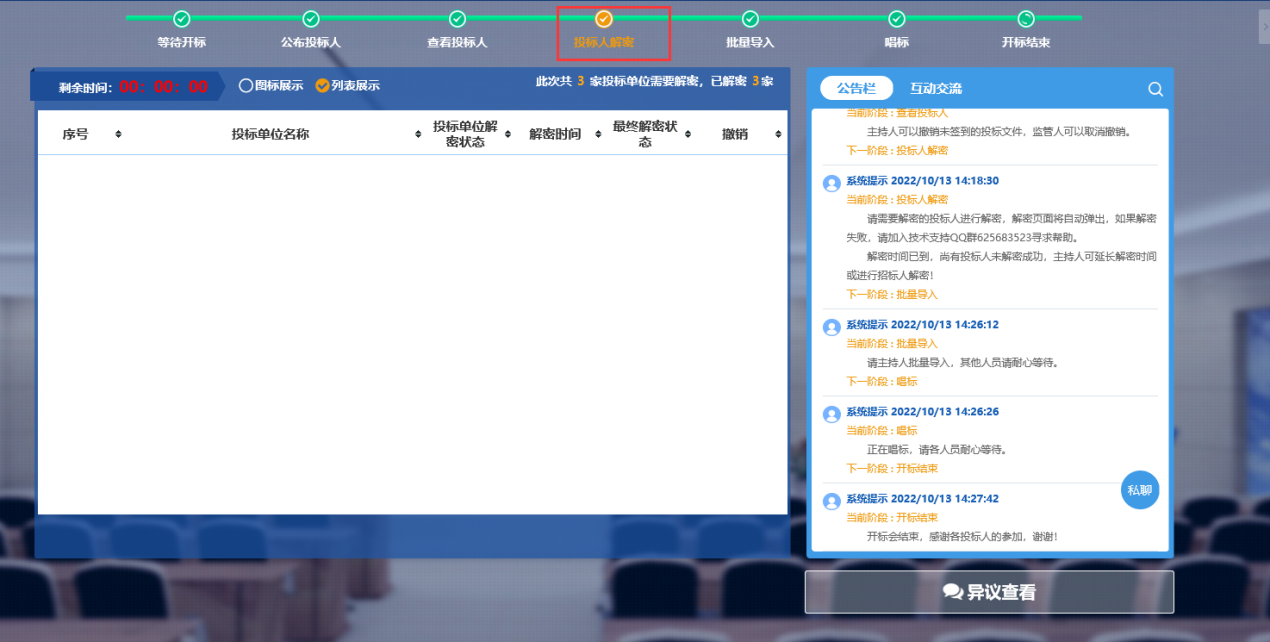 等待开标
公布投标人
查看投标人
投标人解密
批量导入
唱标
开标结束
剩余时间： 00: 00: 00
图标展示
列表展示
此次共 3 家投标单位需要解密，已解密 3 家
序号
投标单位名称
投标单位解
密状态
解密时间
最终解密状
态
撤销
公告栏
互动交流
当前阶段 : 查看投标人
主持人可以撤销未签到的投标文件，监管人可以取消撤销。
下一阶段 : 投标人解密
系统提示 2022/10/13 14:18:30
当前阶段 : 投标人解密
请需要解密的投标人进行解密，解密页面将自动弹出，如果解密
失败，请加入技术支持QQ群625683523寻求帮助。
解密时间已到，尚有投标人未解密成功，主持人可延长解密时间
或进行招标人解密！
下一阶段 : 批量导入
系统提示 2022/10/13 14:26:12
当前阶段 : 批量导入
请主持人批量导入，其他人员请耐心等待。
下一阶段 : 唱标
系统提示 2022/10/13 14:26:26
当前阶段 : 唱标
正在唱标，请各人员耐心等待。
下一阶段 : 开标结束
系统提示 2022/10/13 14:27:42
当前阶段 : 开标结束
开标会结束，感谢各投标人的参加，谢谢！
私聊
异议查看